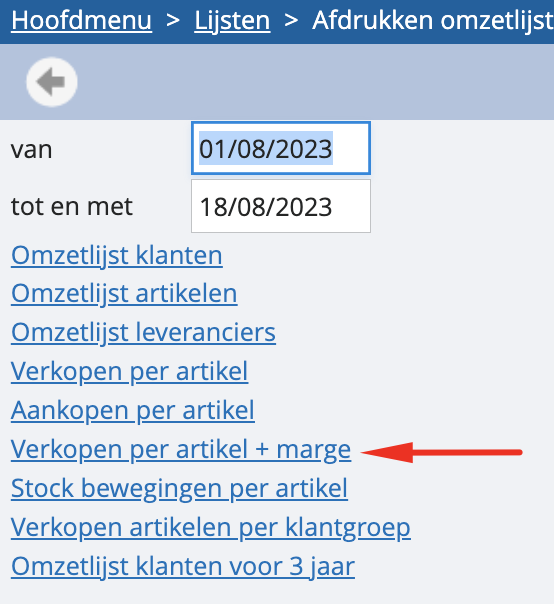 Hoofdmenu > Lijsten > Afdrukken omzetlijst
van 01/08/2023
tot en met 18/08/2023
Omzetlijst klanten
Omzetlijst artikelen
Omzetlijst leveranciers
Verkopen per artikel
Aankopen per artikel
Verkopen per artikel + marge
Stock bewegingen per artikel
Verkopen artikelen per klantgroep
Omzetlijst klanten voor 3 jaar